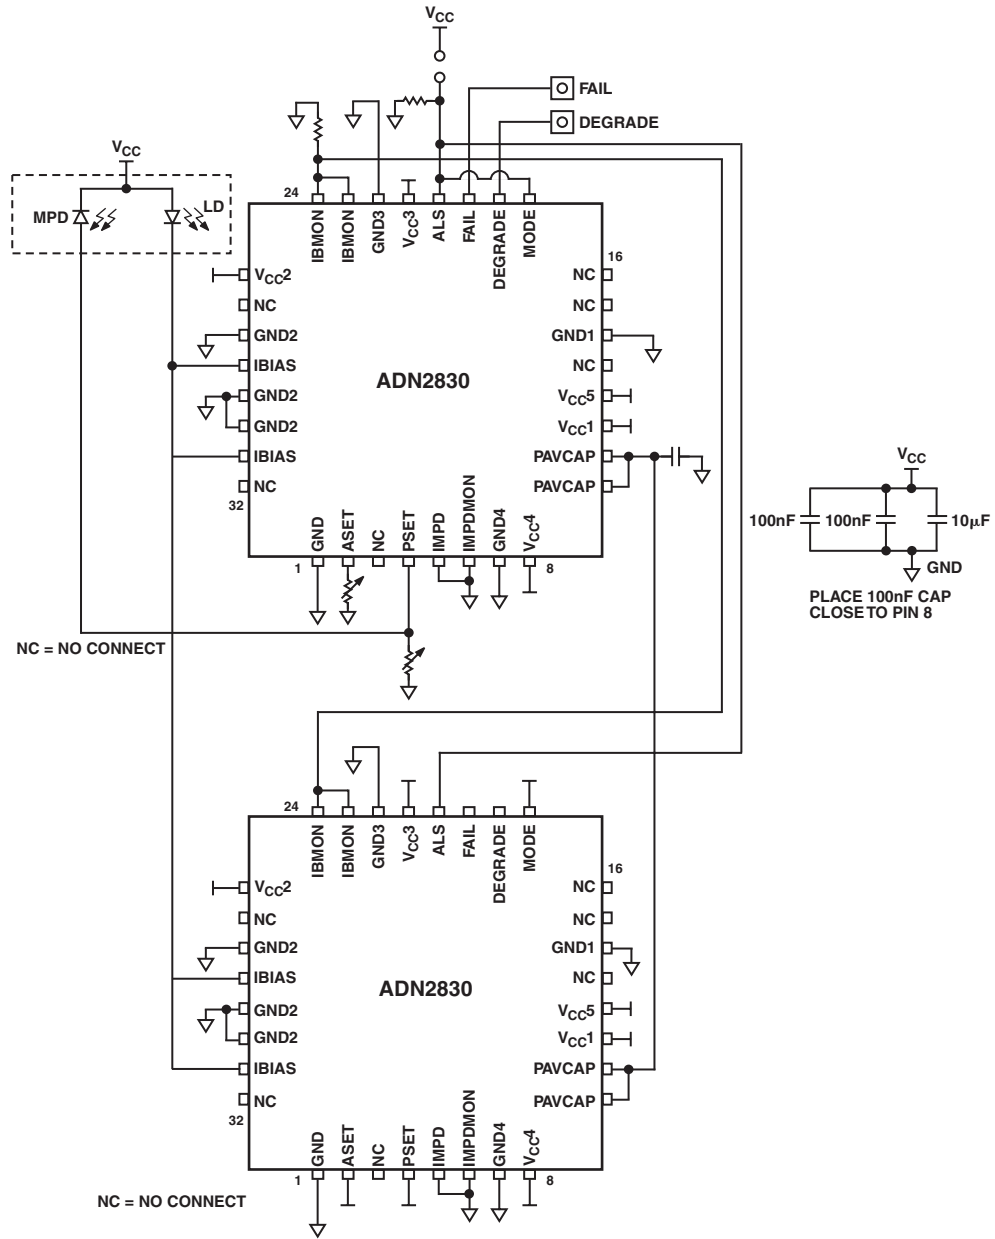 VCC
FAIL
DEGRADE
VCC
MPD
LD
24
IBMON
IBMON
GND3
VCC3
ALS
FAIL
DEGRADE
MODE
16
VCC2
NC
GND2
IBIAS
GND2
GND2
IBIAS
NC
32
ADN2830
NC
NC
GND1
NC
VCC5
VCC1
PAVCAP
PAVCAP
1
GND
ASET
NC
PSET
IMPD
IMPDMON
GND4
VCC4
8
VCC
100nF
100nF
10µF
GND
PLACE 100nF CAP
CLOSE TO PIN 8
NC = NO CONNECT
24
IBMON
IBMON
GND3
VCC3
ALS
FAIL
DEGRADE
MODE
16
VCC2
NC
GND2
IBIAS
GND2
GND2
IBIAS
NC
32
ADN2830
NC
NC
GND1
NC
VCC5
VCC1
PAVCAP
PAVCAP
1
GND
ASET
NC
PSET
IMPD
IMPDMON
GND4
VCC4
8
NC = NO CONNECT